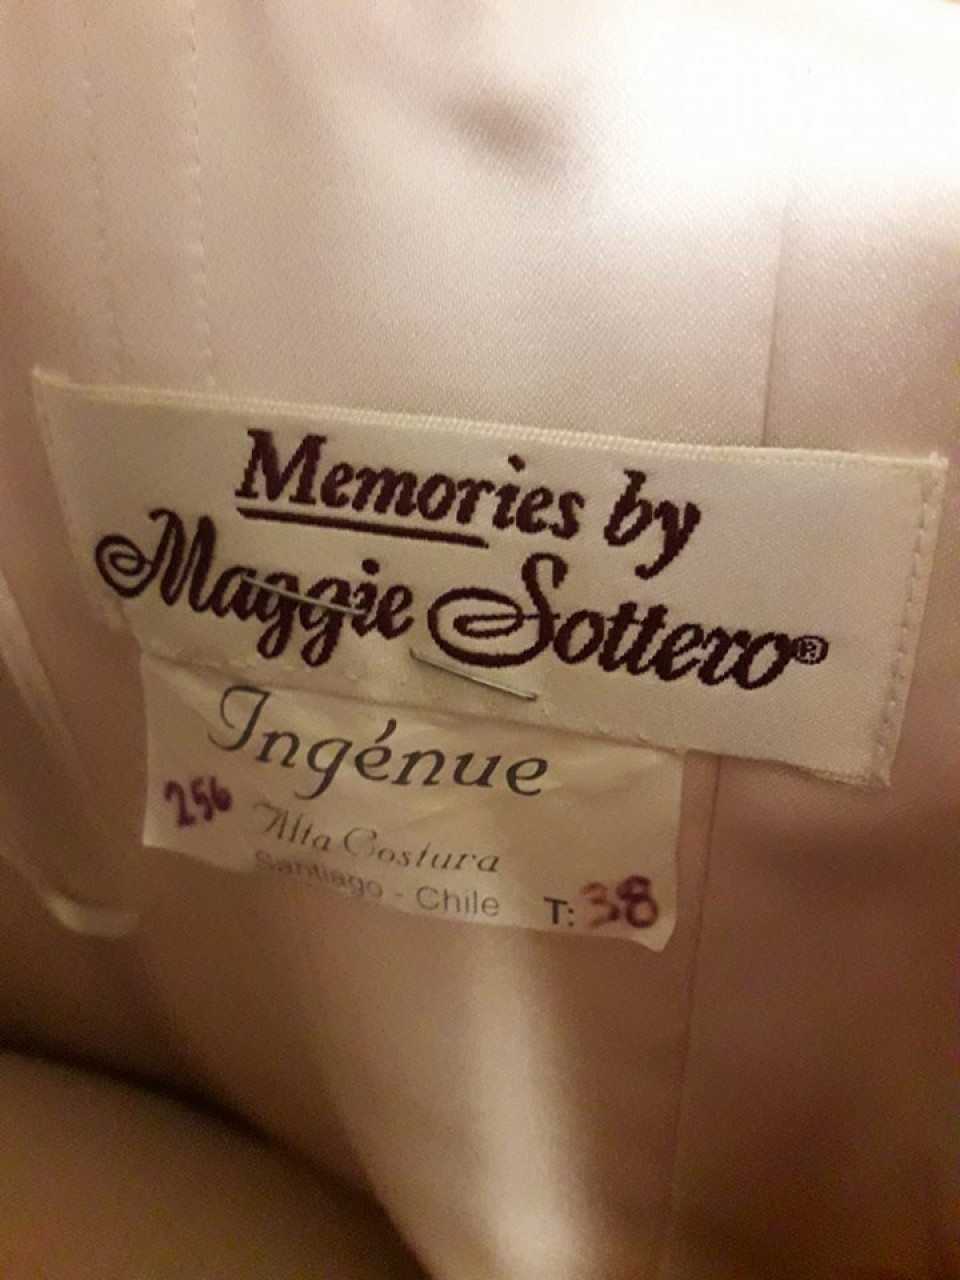 Memories by
Maggie Sottero®
Ingénue
256
Alta Costura
Santiago - Chile T: 38